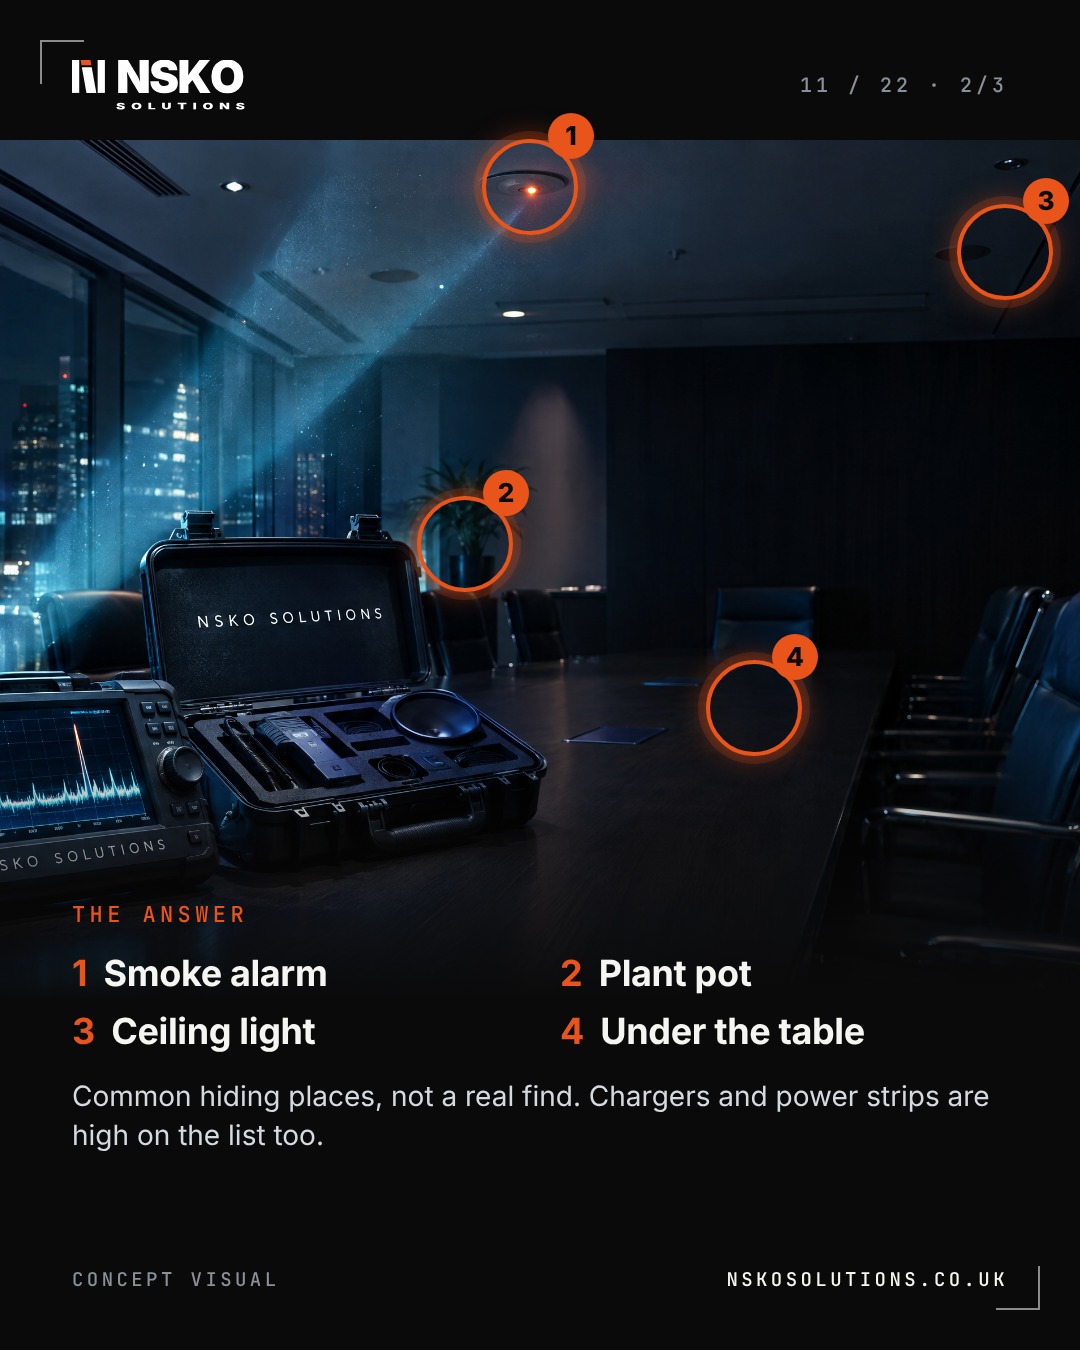 NSKO
SOLUTIONS
11 / 22 · 2/3
1
3
2
NSKO SOLUTIONS
4
SKO SOLUTIONS
THE ANSWER
1 Smoke alarm
2 Plant pot
3 Ceiling light
4 Under the table
Common hiding places, not a real find. Chargers and power strips are
high on the list too.
CONCEPT VISUAL
NSKOSOLUTIONS.CO.UK